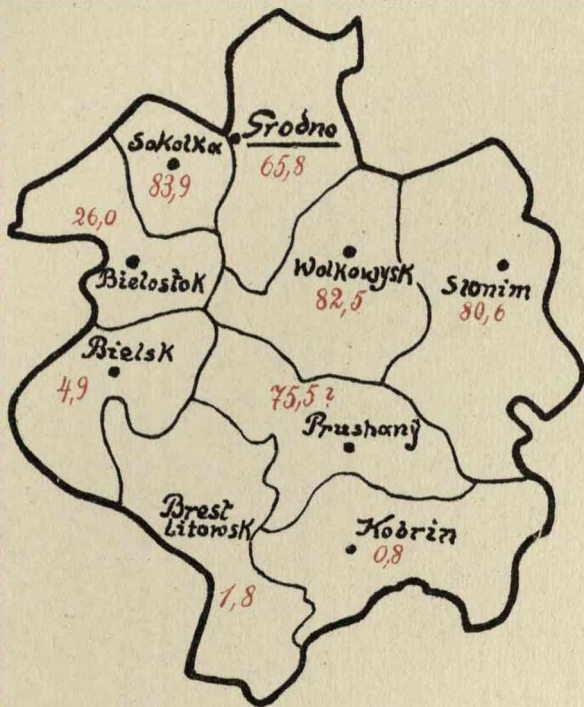 Grodno
65,8
Sokolka
83,9
26,0
Bielostok
Wolkowysk
82,5
Slonim
80,6
Bielsk
4,9
75,5?
Prushany
Brest
Litowsk
1,8
Kobrin
0,8